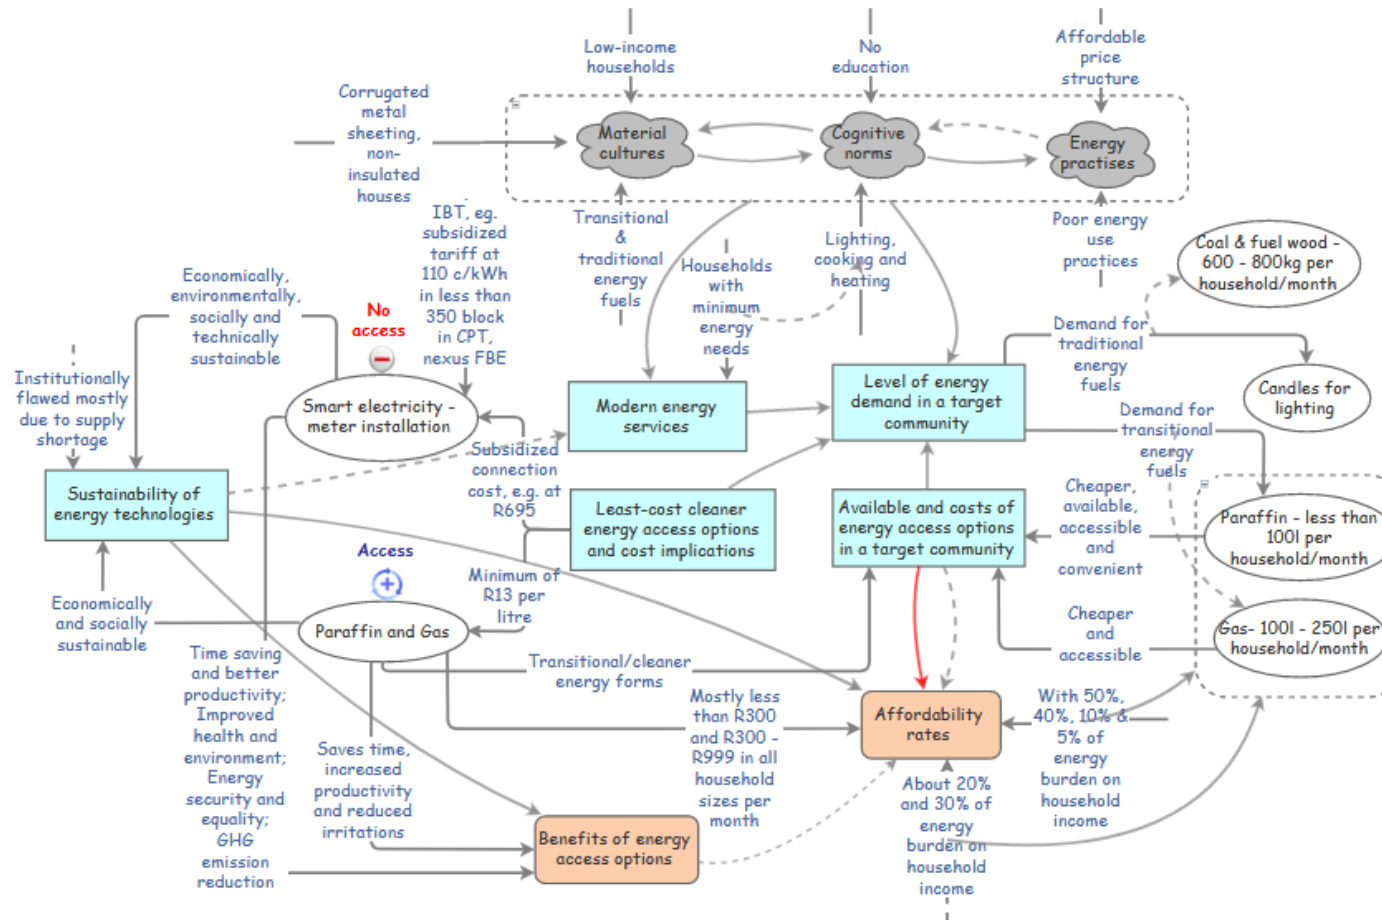 Low-income
households
No
education
Affordable
price
structure
Corrugated
metal
sheeting,
non-
insulated
houses
Material
cultures
Cognitive
norms
Energy
practises
IBT, eg.
subsidized
tariff at
110 c/kWh
in less than
350 block
in CPT,
nexus FBE
Transitional
&
traditional
energy
fuels
Households
with
minimum
energy
needs
Lighting,
cooking and
heating
Poor energy
use
practices
Coal & fuel wood -
600 - 800kg per
household/month
Economically,
environmentally,
socially and
technically
sustainable
No
access
Institutionally
flawed mostly
due to supply
shortage
Smart electricity -
meter installation
Modern energy
services
Level of energy
demand in a target
community
Demand for
traditional
energy
fuels
Candles for
lighting
Demand for
transitional
energy
fuels
Subsidized
connection
cost, e.g. at
R695
Sustainability of
energy technologies
Least-cost cleaner
energy access options
and cost implications
Available and costs of
energy access options
in a target community
Cheaper,
available,
accessible
and
convenient
Paraffin - less than
100l per
household/month
Access
Minimum of
R13 per
litre
Economically
and socially
sustainable
Paraffin and Gas
Cheaper
and
accessible
Gas- 100l - 250l per
household/month
Transitional/cleaner
energy forms
Time saving
and better
productivity;
Improved
health and
environment;
Energy
security and
equality;
GHG
emission
reduction
Saves time,
increased
productivity
and reduced
irritations
Mostly less
than R300
and R300 -
R999 in all
household
sizes per
month
Affordability
rates
With 50%,
40%, 10% &
5% of
energy
burden on
household
income
About 20%
and 30% of
energy
burden on
household
income
Benefits of energy
access options